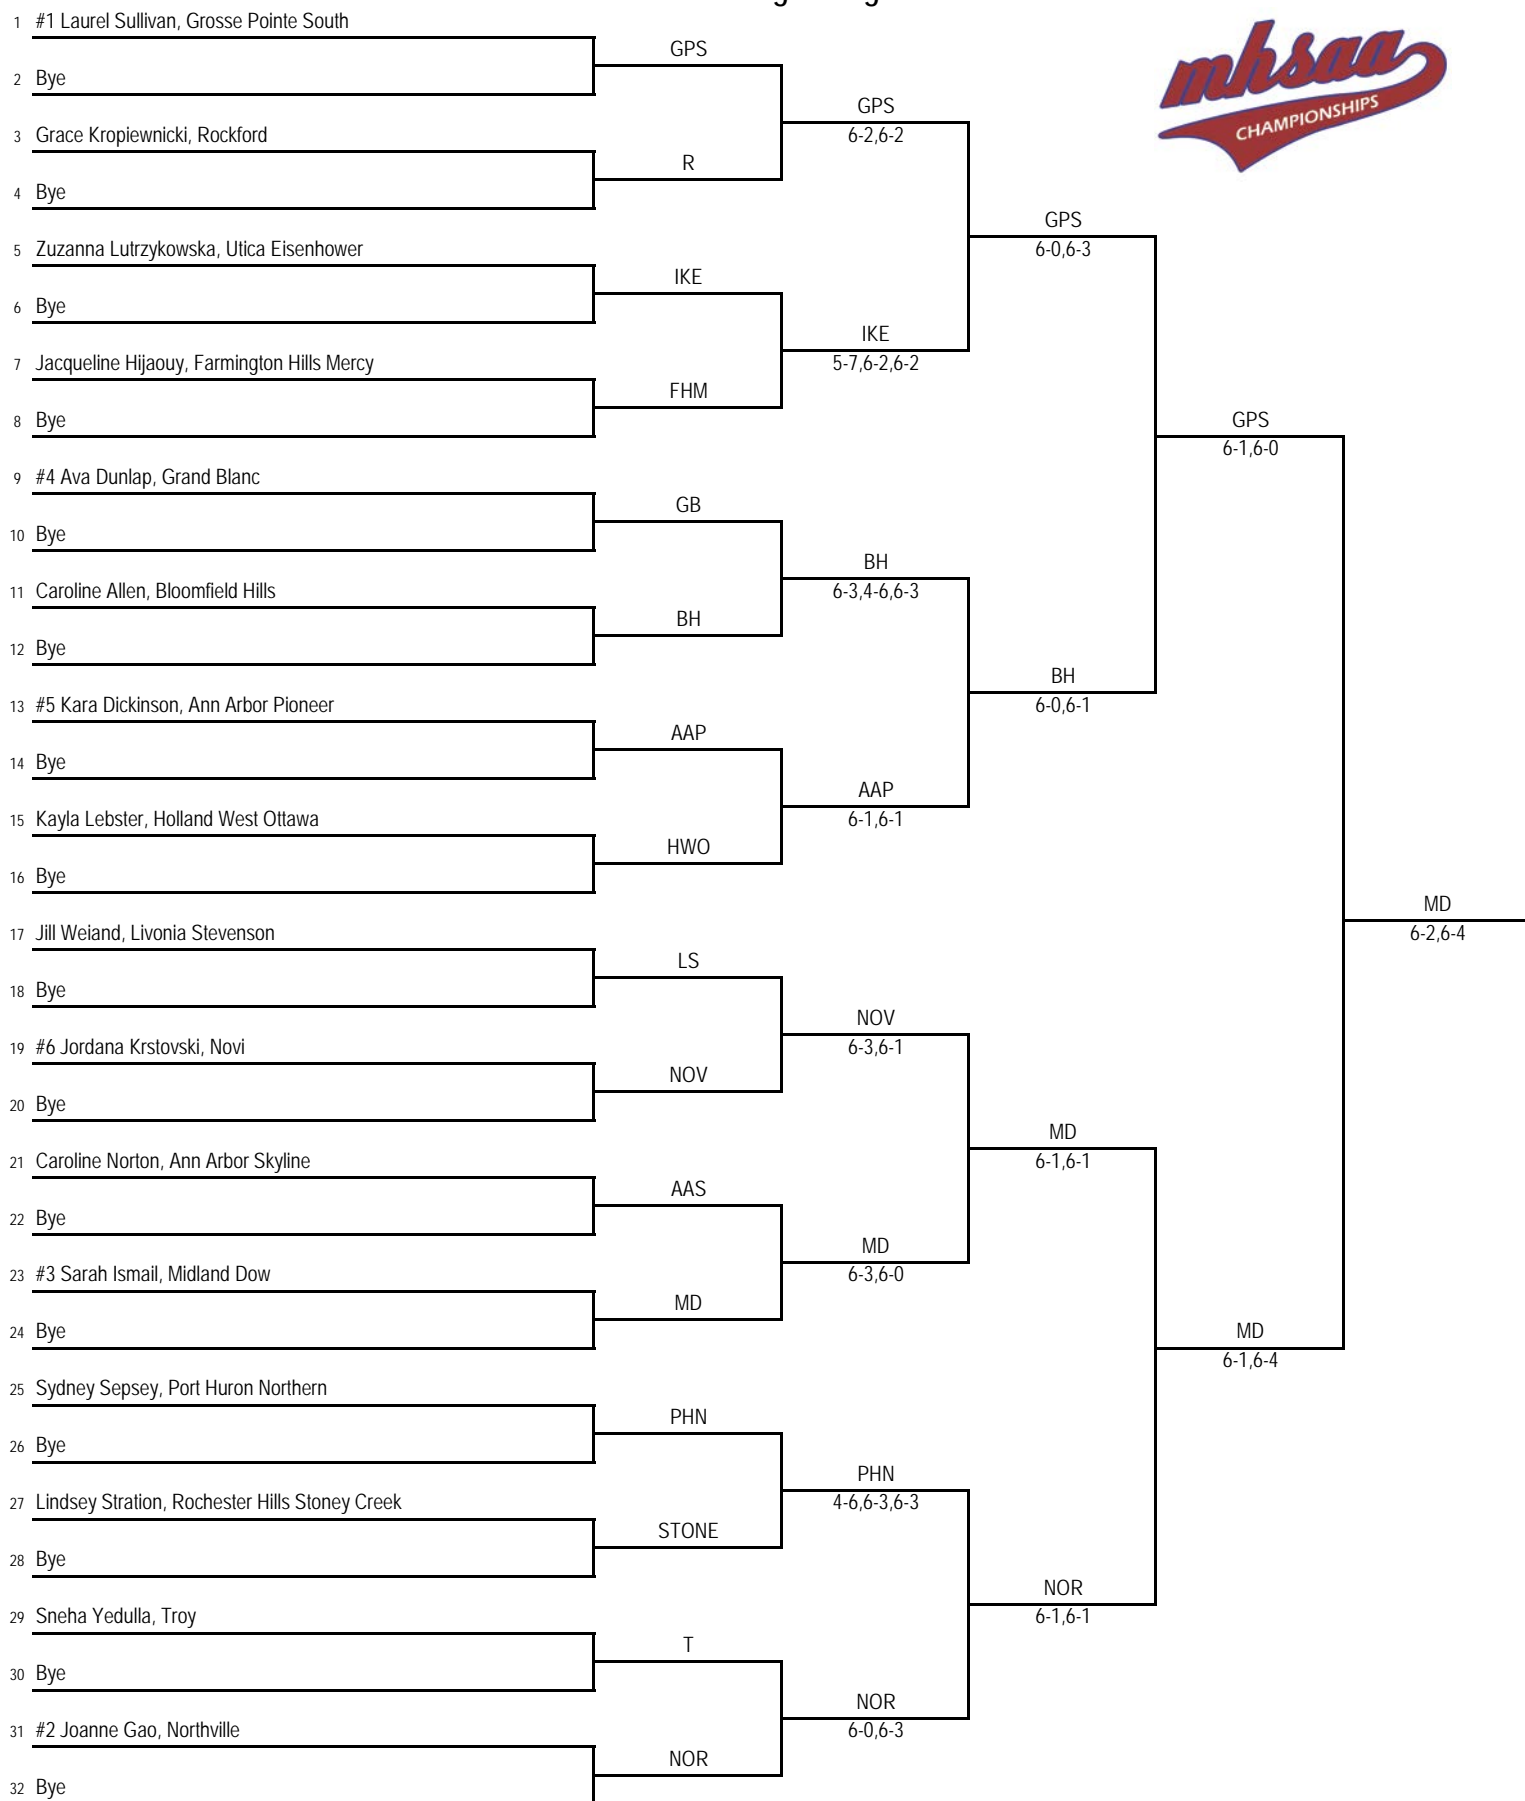 1 #1 Laurel Sullivan, Grosse Pointe South
GPS
2 Bye
GPS
6-2,6-2
3 Grace Kropiewnicki, Rockford
R
4 Bye
GPS
6-0,6-3
5 Zuzanna Lutrzykowska, Utica Eisenhower
IKE
6 Bye
IKE
5-7,6-2,6-2
7 Jacqueline Hijaouy, Farmington Hills Mercy
FHM
8 Bye
GPS
6-1,6-0
9 #4 Ava Dunlap, Grand Blanc
GB
10 Bye
BH
6-3,4-6,6-3
11 Caroline Allen, Bloomfield Hills
BH
12 Bye
BH
6-0,6-1
13 #5 Kara Dickinson, Ann Arbor Pioneer
AAP
14 Bye
AAP
6-1,6-1
15 Kayla Lebster, Holland West Ottawa
HWO
16 Bye
MD
6-2,6-4
17 Jill Weiand, Livonia Stevenson
LS
18 Bye
NOV
6-3,6-1
19 #6 Jordana Krstovski, Novi
NOV
20 Bye
MD
6-1,6-1
21 Caroline Norton, Ann Arbor Skyline
AAS
22 Bye
MD
6-3,6-0
23 #3 Sarah Ismail, Midland Dow
MD
24 Bye
MD
6-1,6-4
25 Sydney Sepsey, Port Huron Northern
PHN
26 Bye
PHN
4-6,6-3,6-3
27 Lindsey Stration, Rochester Hills Stoney Creek
STONE
28 Bye
NOR
6-1,6-1
29 Sneha Yedulla, Troy
T
30 Bye
NOR
6-0,6-3
31 #2 Joanne Gao, Northville
NOR
32 Bye
mhsaa
CHAMPIONSHIPS